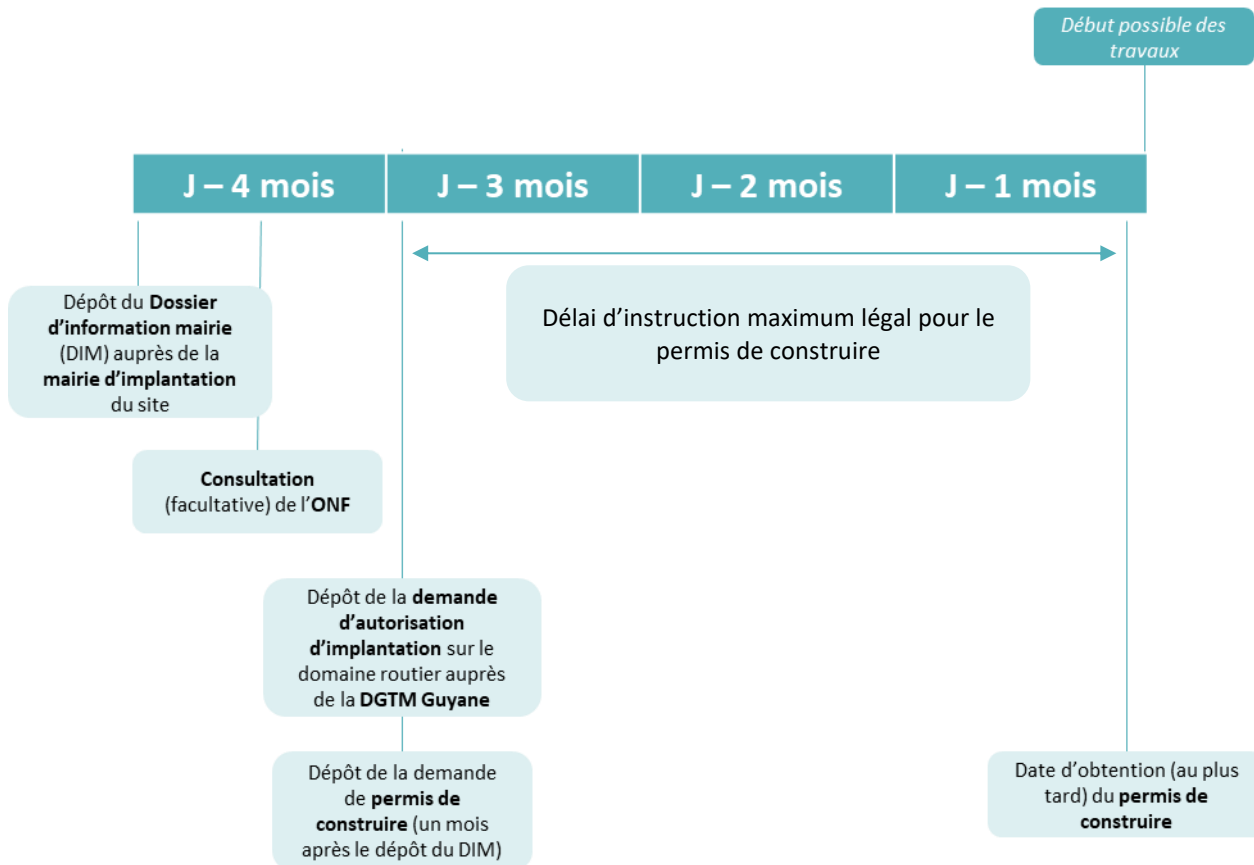 Début possible des
travaux
J – 4 mois
J – 3 mois
J – 2 mois
J – 1 mois
Dépôt du Dossier
d’information mairie
(DIM) auprès de la
mairie d’implantation
du site
Délai d’instruction maximum légal pour le
permis de construire
Consultation
(facultative) de l’ONF
Dépôt de la demande
d’autorisation
d’implantation sur le
domaine routier auprès
de la DGTM Guyane
Dépôt de la demande
de permis de
construire (un mois
après le dépôt du DIM)
Date d’obtention (au plus
tard) du permis de
construire